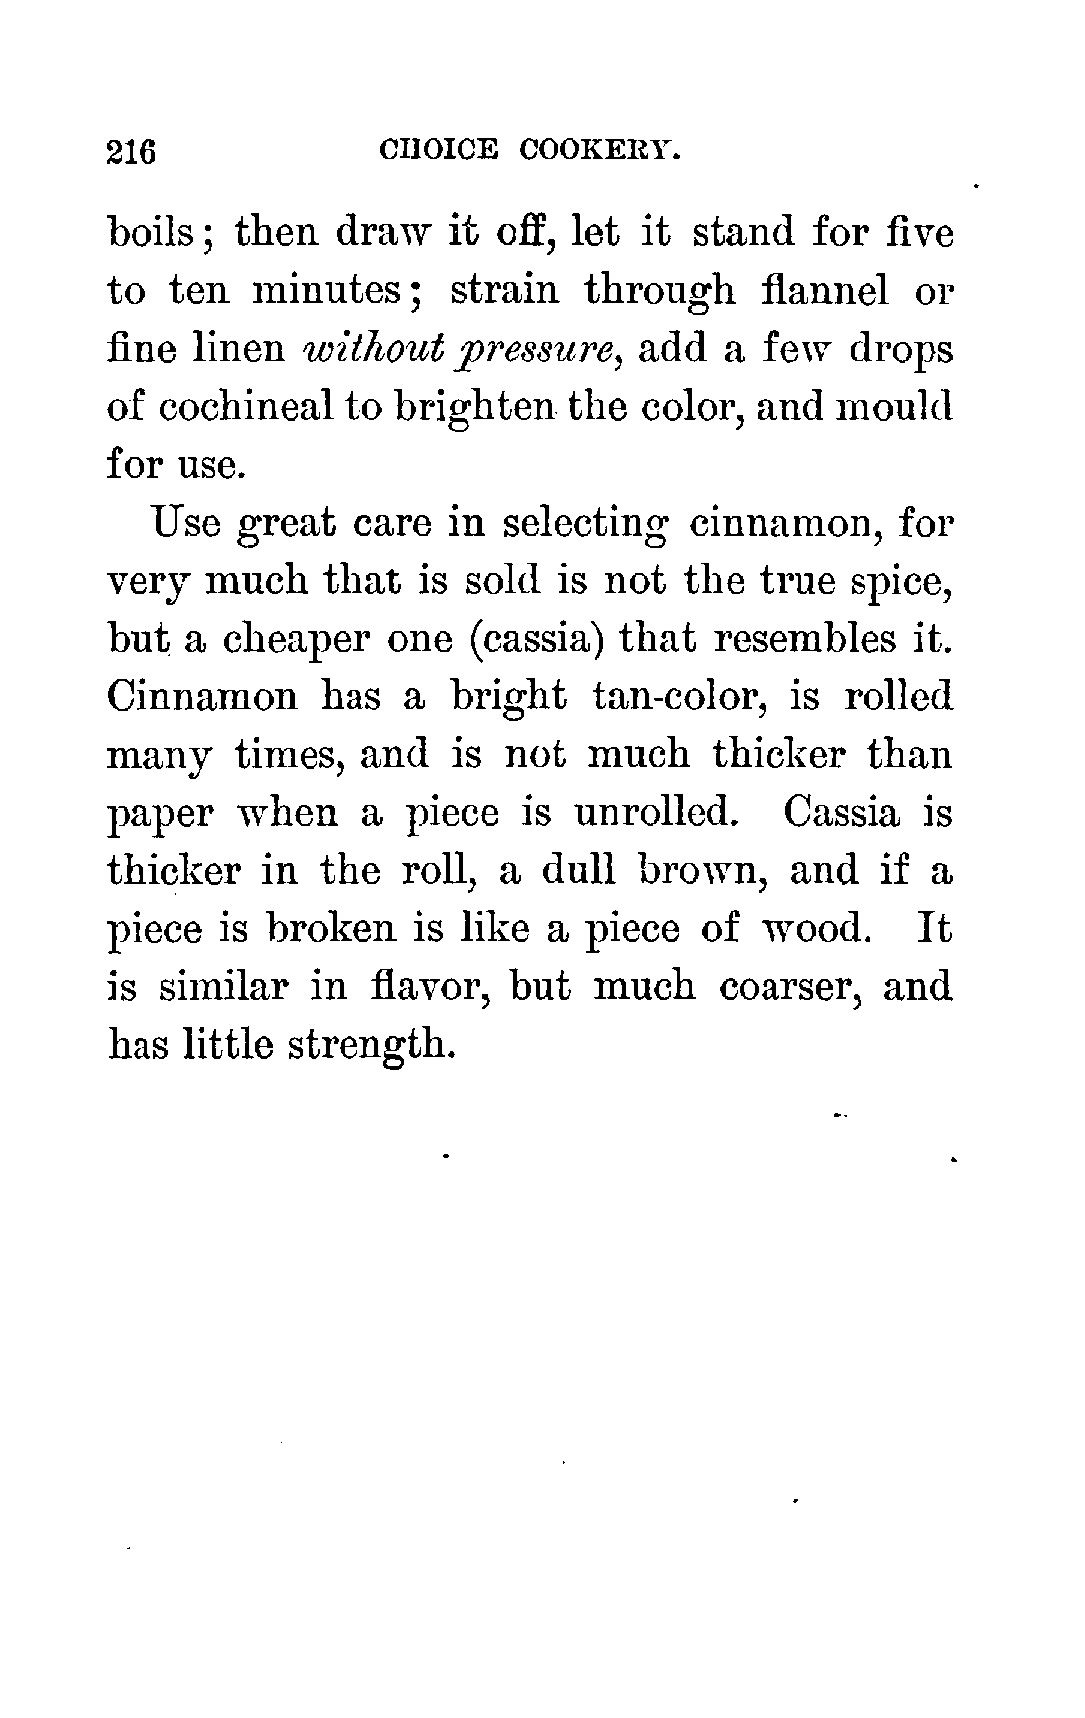 216 CHOICE COOKERY.
boils; then draw it off, let it stand for five
to ten minutes; strain through flannel or
fine linen without pressure, add a few drops
of cochineal to brighten the color, and mould
for use.
Use great care in selecting cinnamon, for
very much that is sold is not the true spice,
but a cheaper one (cassia) that resembles it.
Cinnamon has a bright tan-color, is rolled
many times, and is not much thicker than
paper when a piece is unrolled. Cassia is
thicker in the roll, a dull brown, and if a
piece is broken is like a piece of wood. It
is similar in flavor, but much coarser, and
has little strength.